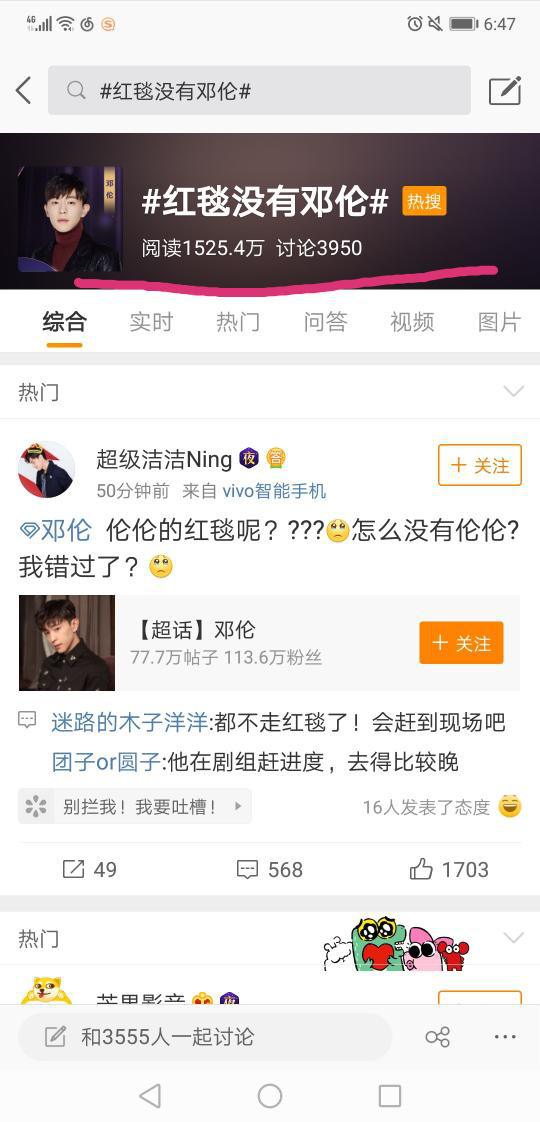 4G 6:47
#红毯没有邓伦#
邓伦
#红毯没有邓伦# 热搜
阅读1525.4万 讨论3950
综合 实时 热门 问答 视频 图片
热门
超级洁洁Ning 夜 答
+ 关注
50分钟前 来自 vivo智能手机
邓伦 伦伦的红毯呢？???怎么没有伦伦?
我错过了？
【超话】邓伦
77.7万帖子 113.6万粉丝
+ 关注
迷路的木子洋洋:都不走红毯了！会赶到现场吧
团子or圆子:他在剧组赶进度，去得比较晚
别拦我！我要吐槽！
16人发表了态度
49 568 1703
热门
和3555人一起讨论